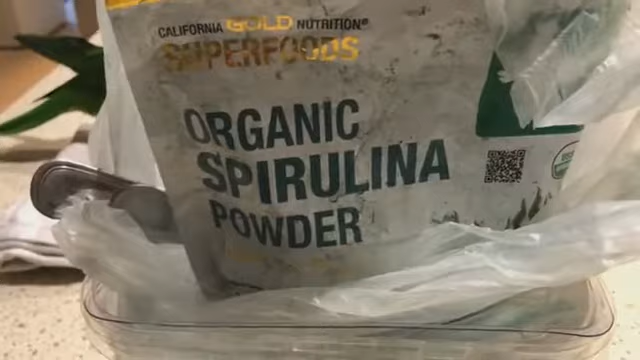 CALIFORNIA GOLD NUTRITION®
SUPERFOODS
ORGANIC
SPIRULINA
POWDER